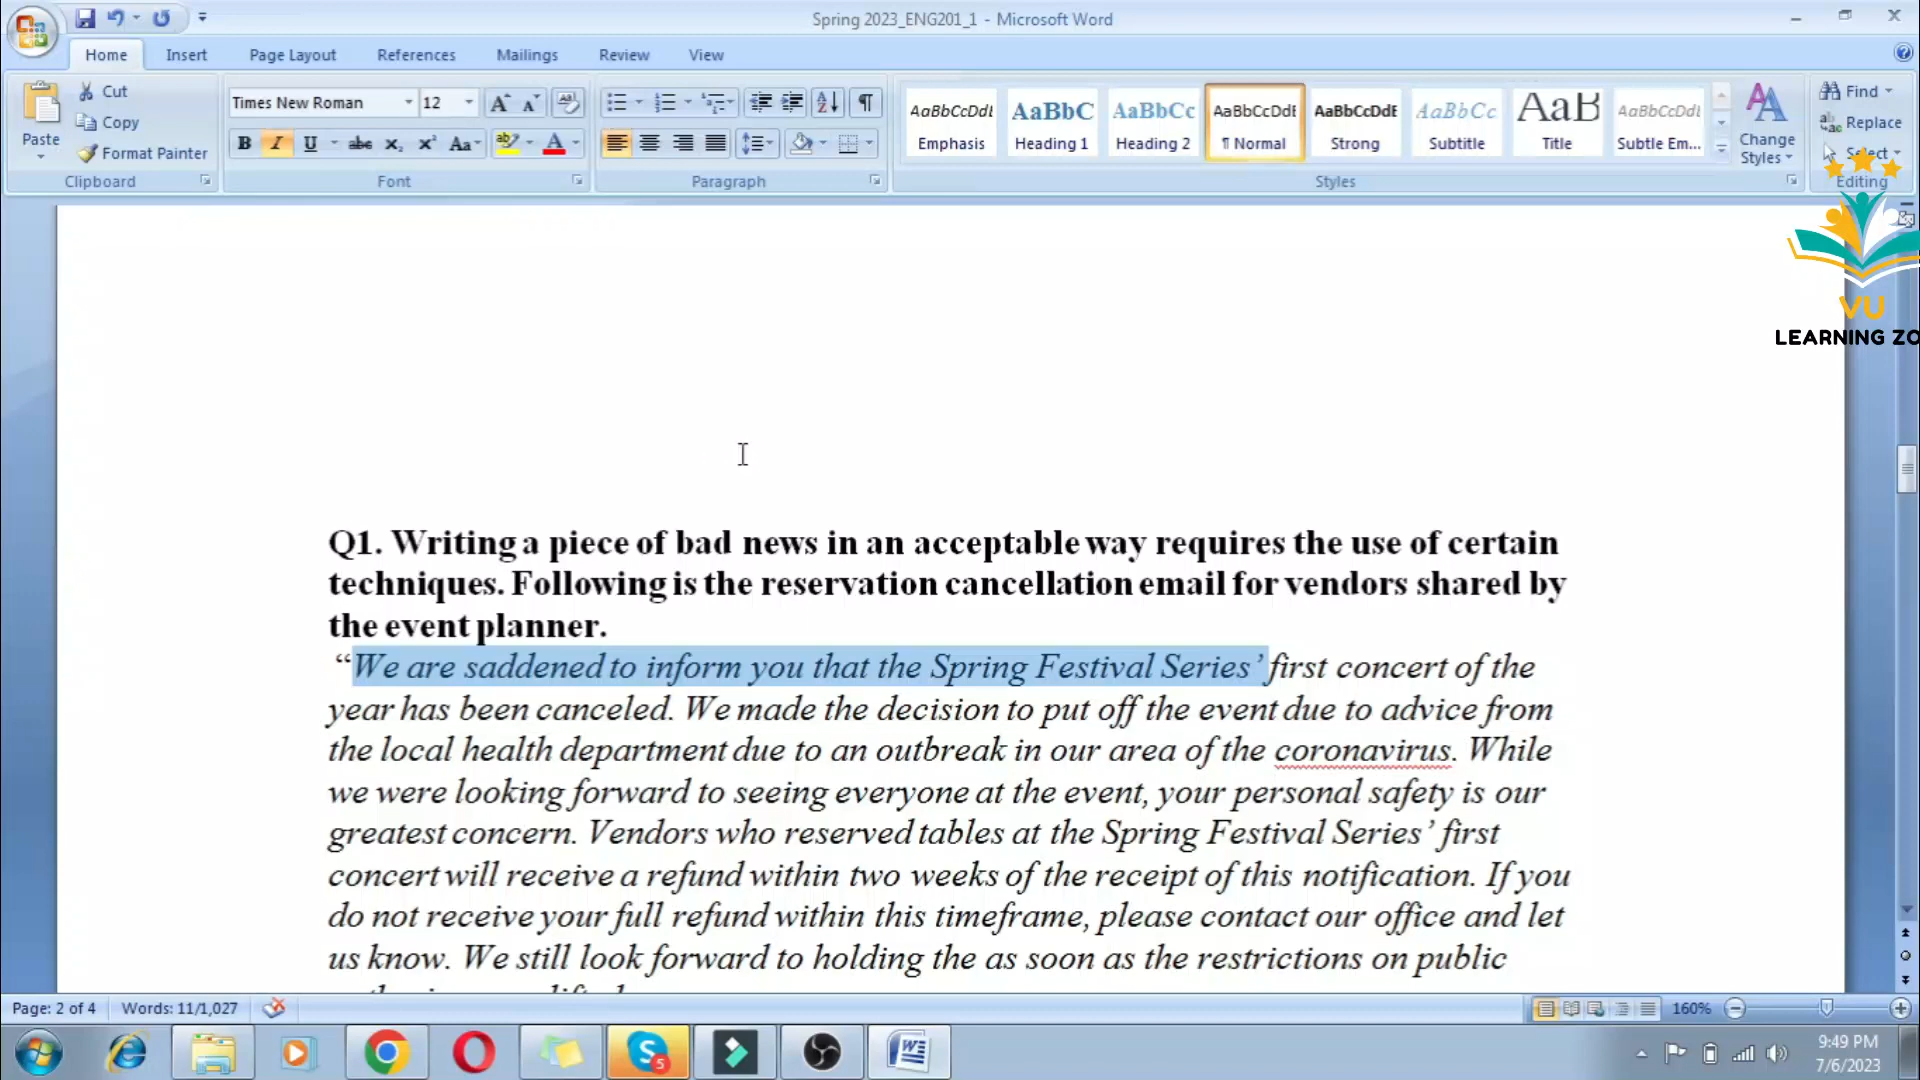 Spring 2023_ENG201_1 - Microsoft Word
Home Insert Page Layout References Mailings Review View
Paste
Cut
Copy
Format Painter
Clipboard
Times New Roman 12
Font
Paragraph
AaBbCcDdI AaBbC AaBbCc AaBbCcDdE AaBbCcDdE AaBbCc AaB AaBbCcDdI
Emphasis Heading 1 Heading 2 ¶ Normal Strong Subtitle Title Subtle Em...
Styles
Change Styles
Find
Replace
Select
Editing
VU
LEARNING ZO
Q1. Writing a piece of bad news in an acceptable way requires the use of certain
techniques. Following is the reservation cancellation email for vendors shared by
the event planner.
“We are saddened to inform you that the Spring Festival Series’ first concert of the
year has been canceled. We made the decision to put off the event due to advice from
the local health department due to an outbreak in our area of the coronavirus. While
we were looking forward to seeing everyone at the event, your personal safety is our
greatest concern. Vendors who reserved tables at the Spring Festival Series’ first
concert will receive a refund within two weeks of the receipt of this notification. If you
do not receive your full refund within this timeframe, please contact our office and let
us know. We still look forward to holding the as soon as the restrictions on public
Page: 2 of 4 Words: 11/1,027
160%
9:49 PM
7/6/2023